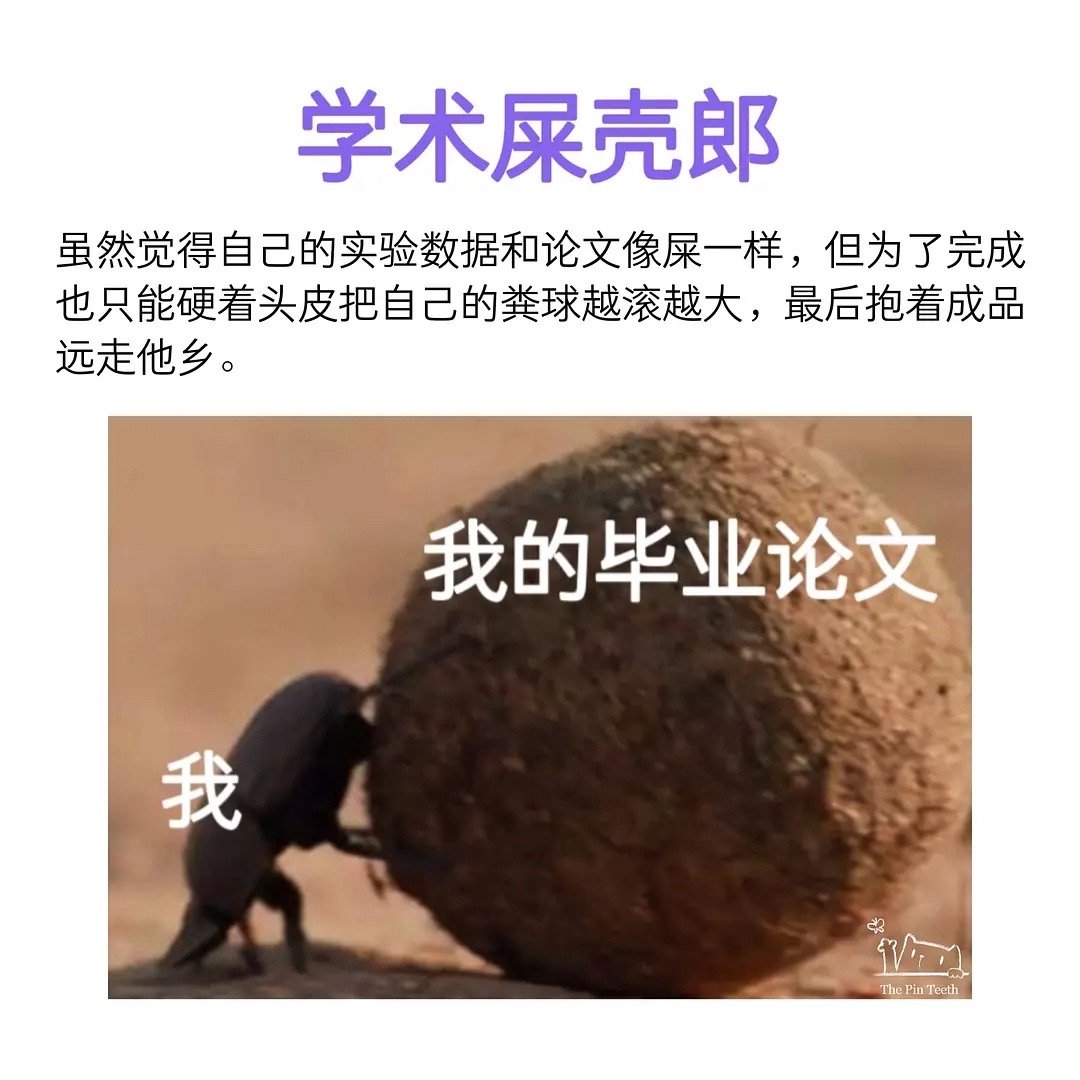 学术屎壳郎
虽然觉得自己的实验数据和论文像屎一样，但为了完成
也只能硬着头皮把自己的粪球越滚越大，最后抱着成品
远走他乡。
我的毕业论文
我
The Pin Teeth